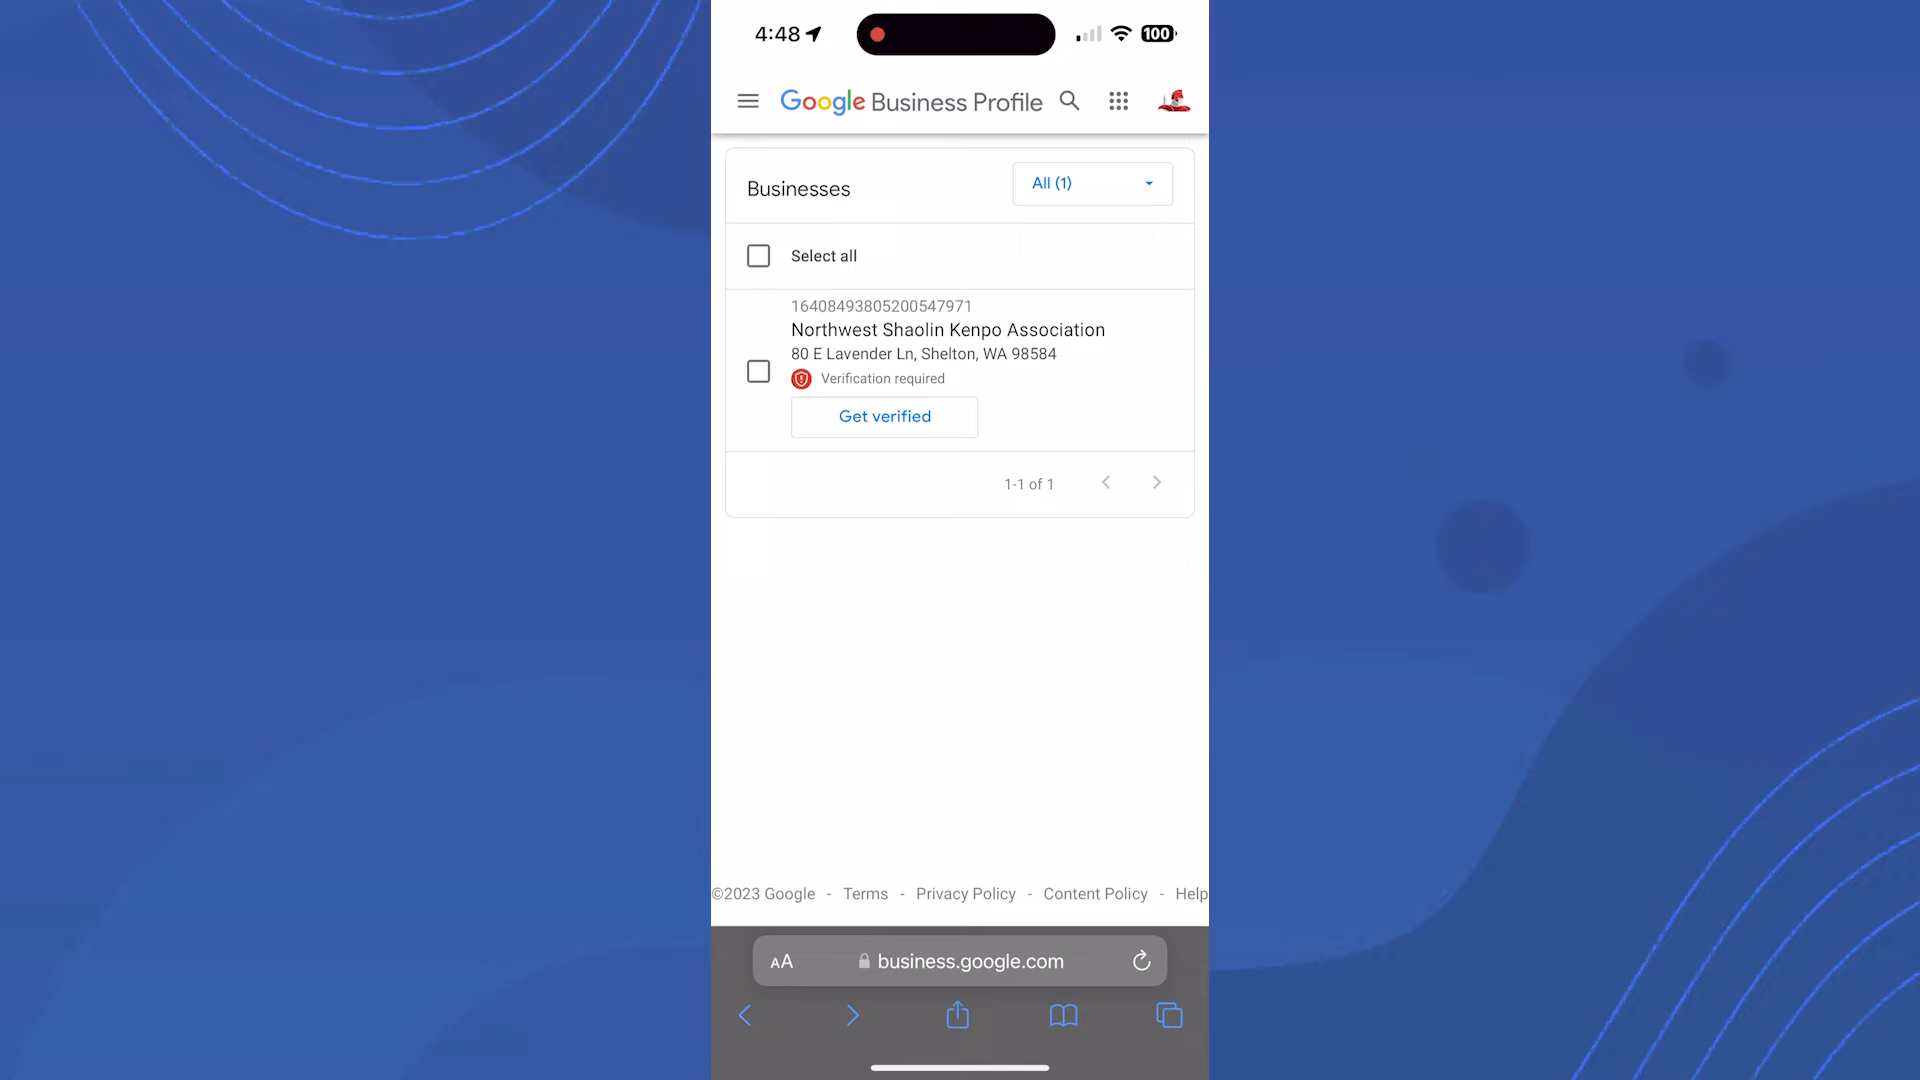 4:48
100
Google Business Profile
Businesses
All (1)
Select all
16408493805200547971
Northwest Shaolin Kenpo Association
80 E Lavender Ln, Shelton, WA 98584
Verification required
Get verified
1-1 of 1
©2023 Google - Terms - Privacy Policy - Content Policy - Help
AA business.google.com